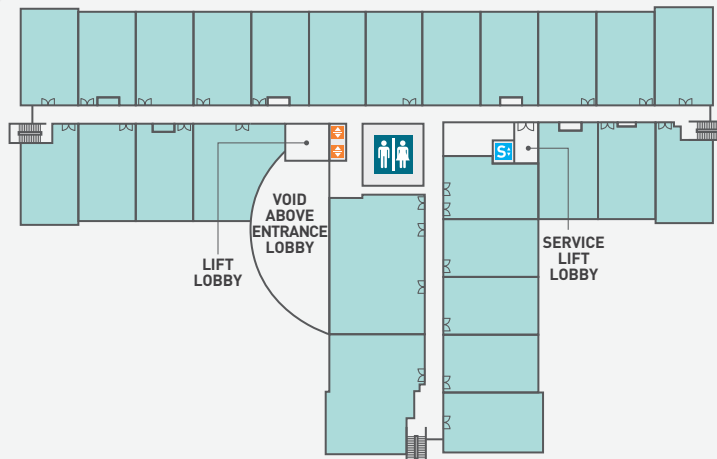 VOID
ABOVE
ENTRANCE
LOBBY
LIFT
LOBBY
S:
SERVICE
LIFT
LOBBY